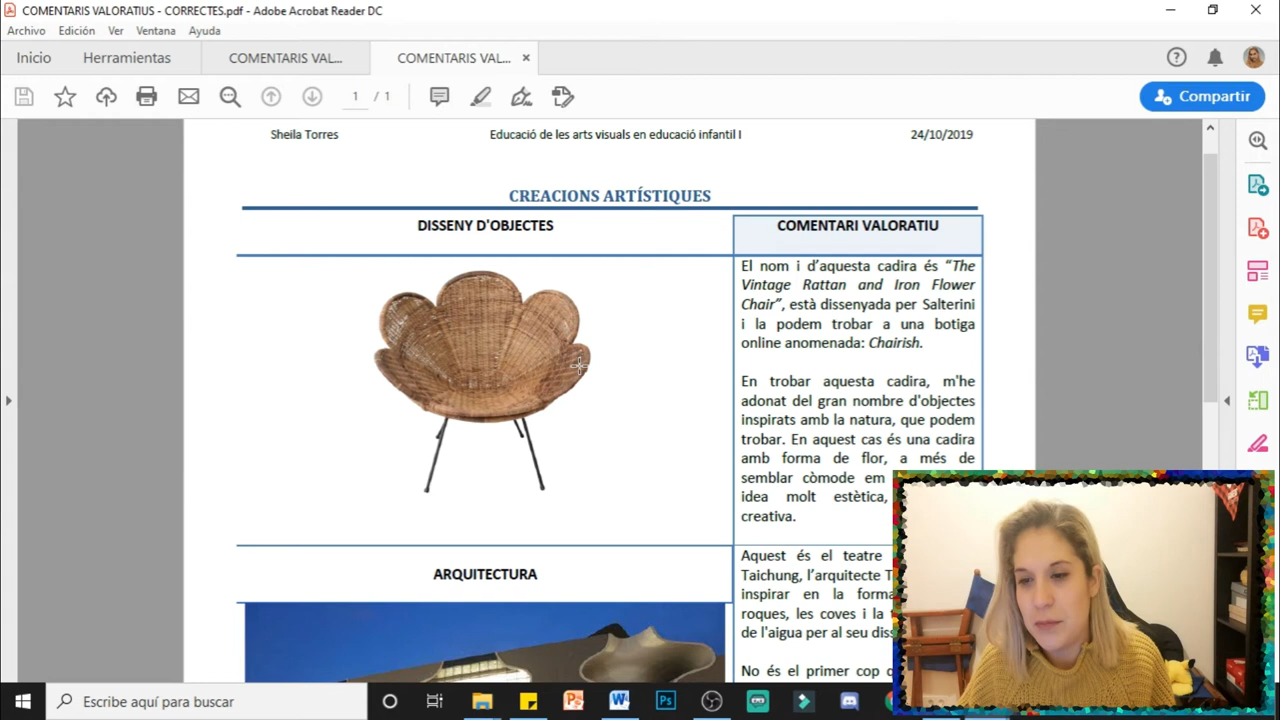 COMENTARIS VALORATIUS - CORRECTES.pdf - Adobe Acrobat Reader DC
Archivo Edición Ver Ventana Ayuda
Inicio Herramientas COMENTARIS VAL... COMENTARIS VAL... ×
1 / 1 Compartir
Sheila Torres Educació de les arts visuals en educació infantil I 24/10/2019
CREACIONS ARTÍSTIQUES
DISSENY D'OBJECTES COMENTARI VALORATIU
El nom i d'aquesta cadira és “The
Vintage Rattan and Iron Flower
Chair”, està dissenyada per Salterini
i la podem trobar a una botiga
online anomenada: Chairish.
En trobar aquesta cadira, m'he
adonat del gran nombre d'objectes
inspirats amb la natura, que podem
trobar. En aquest cas és una cadira
amb forma de flor, a més de
semblar còmode em
idea molt estètica,
creativa.
ARQUITECTURA
Aquest és el teatre
Taichung, l'arquitecte T
inspirar en la forma
roques, les coves i la
de l'aigua per al seu diss
No és el primer cop
Escribe aquí para buscar